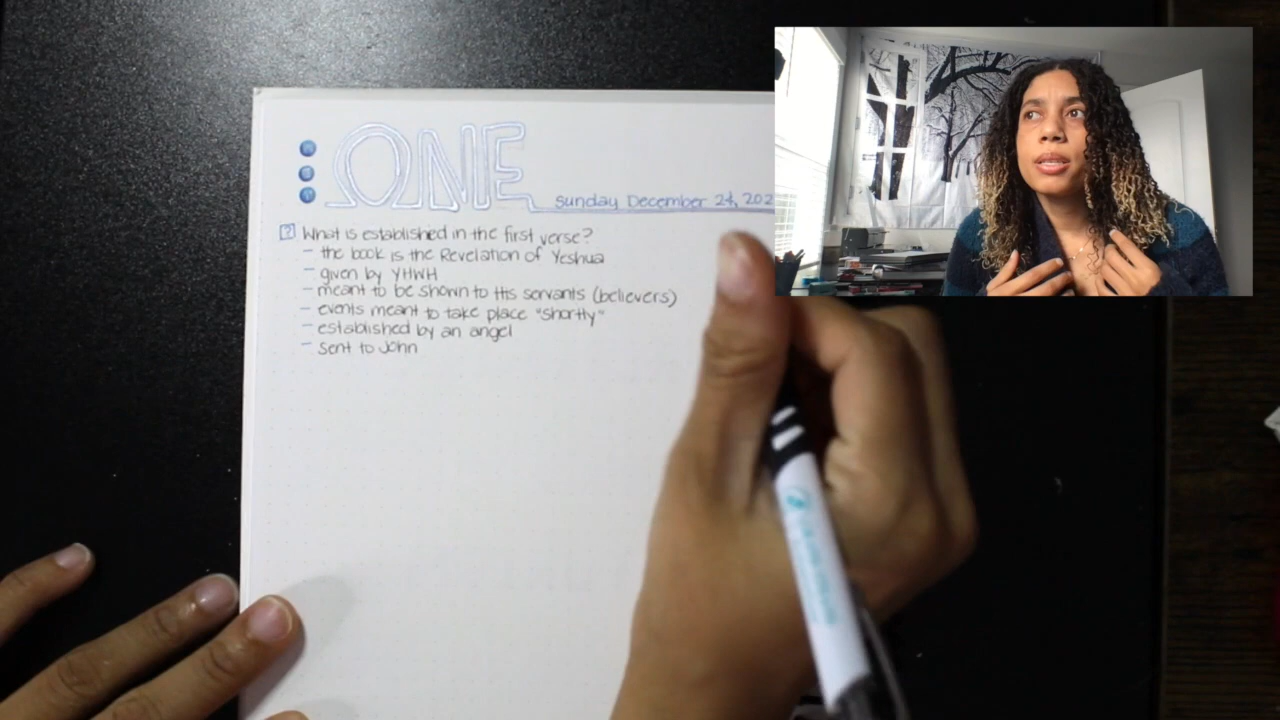 ONE
Sunday December 24, 202
? What is established in the first verse?
- the book is the Revelation of Yeshua
- given by YHWH
- meant to be shown to His servants (believers)
- events meant to take place "shortly"
- established by an angel
- sent to John